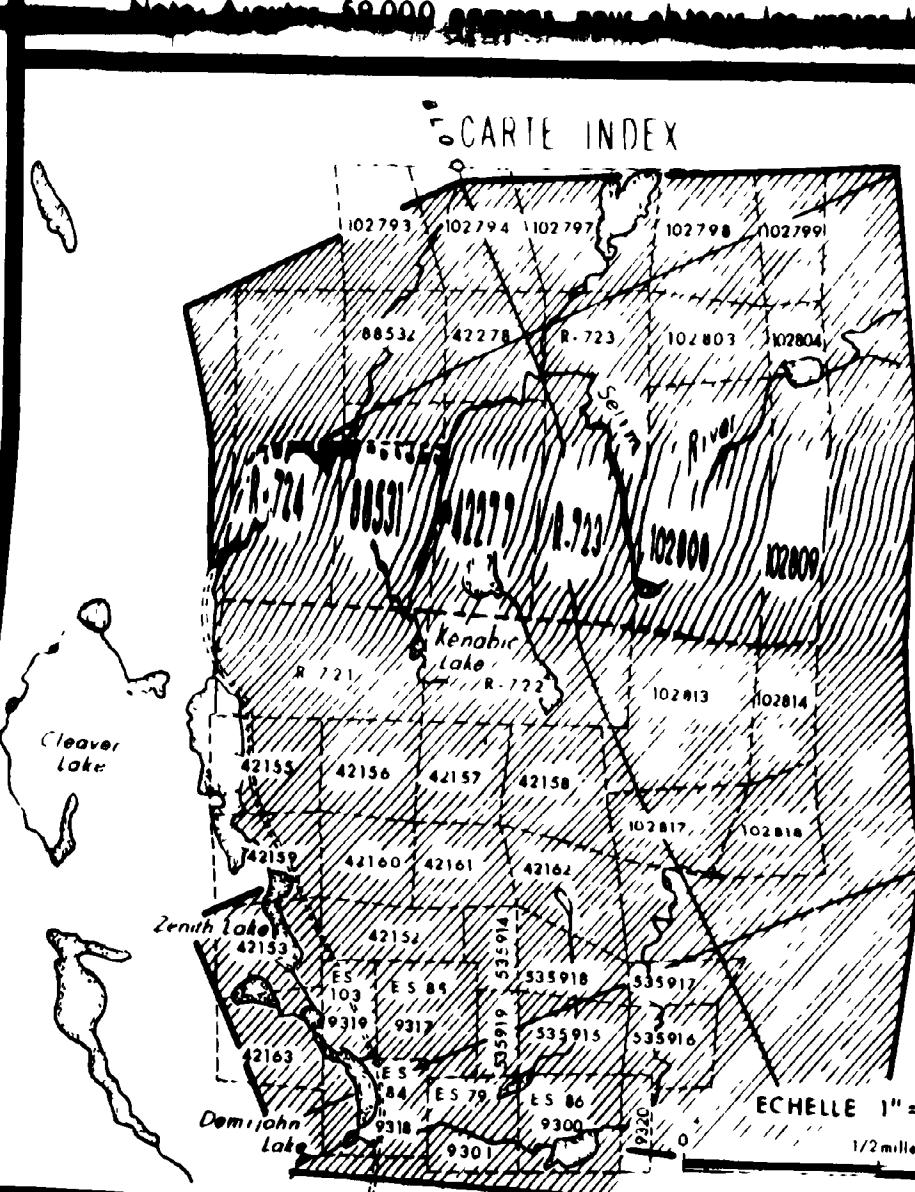 59.000 gammas
CARTE INDEX
102793 102794 102797 102798 102799
88532 42278 R-723 102803 102804
Selim River
R-724 88531 42277 R-723 102808 102809
Kenabic Lake
R-721 R-722 102813 102814
Cleaver Lake
42155 42156 42157 42158
102817 102818
42159 42160 42161 42162
Zenith Lake
42153 42152 535914
ES 103 ES 85 535918 535917
9319 9317 535919 535915 535916
42163
ES 84 ES 79 ES 86
9318 9300 9320
Demijohn Lake
9301
ECHELLE 1" =
0
1/2 mille